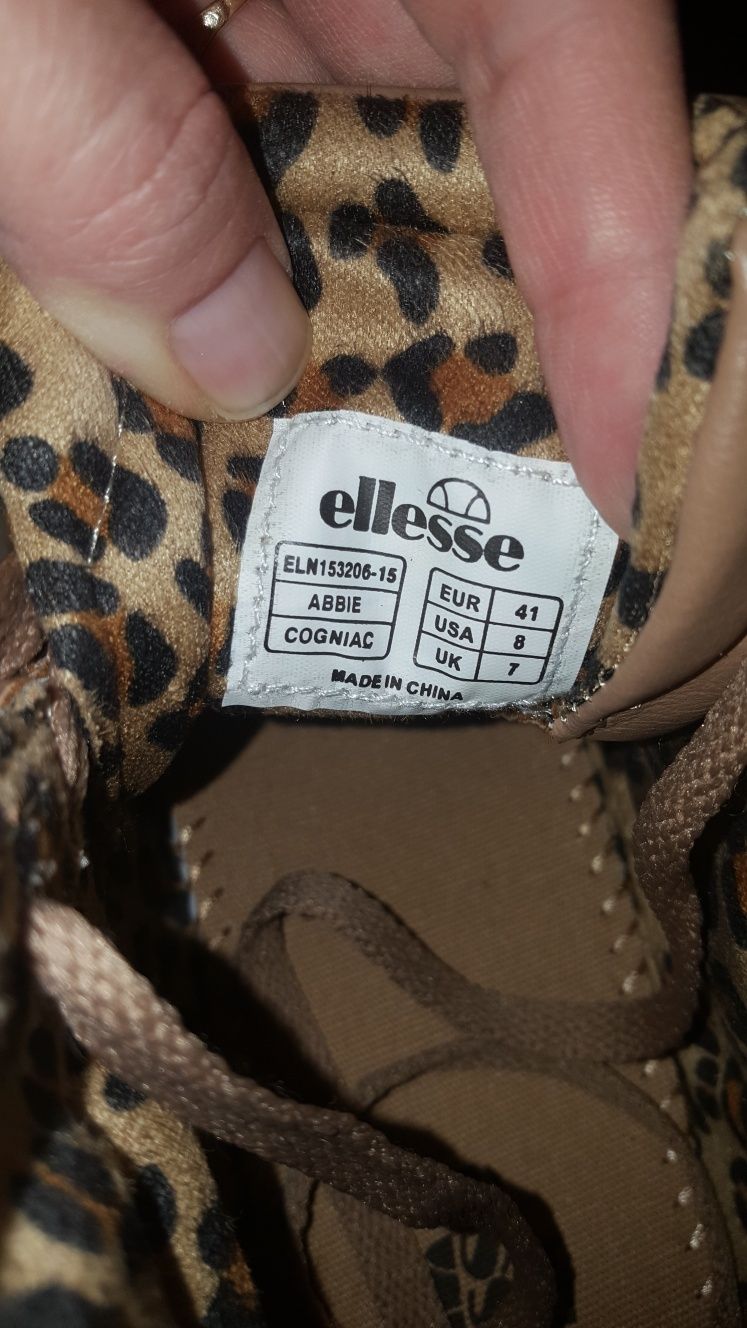 ellesse
ELN153206-15
ABBIE
COGNIAC
EUR 41
USA 8
UK 7
MADE IN CHINA